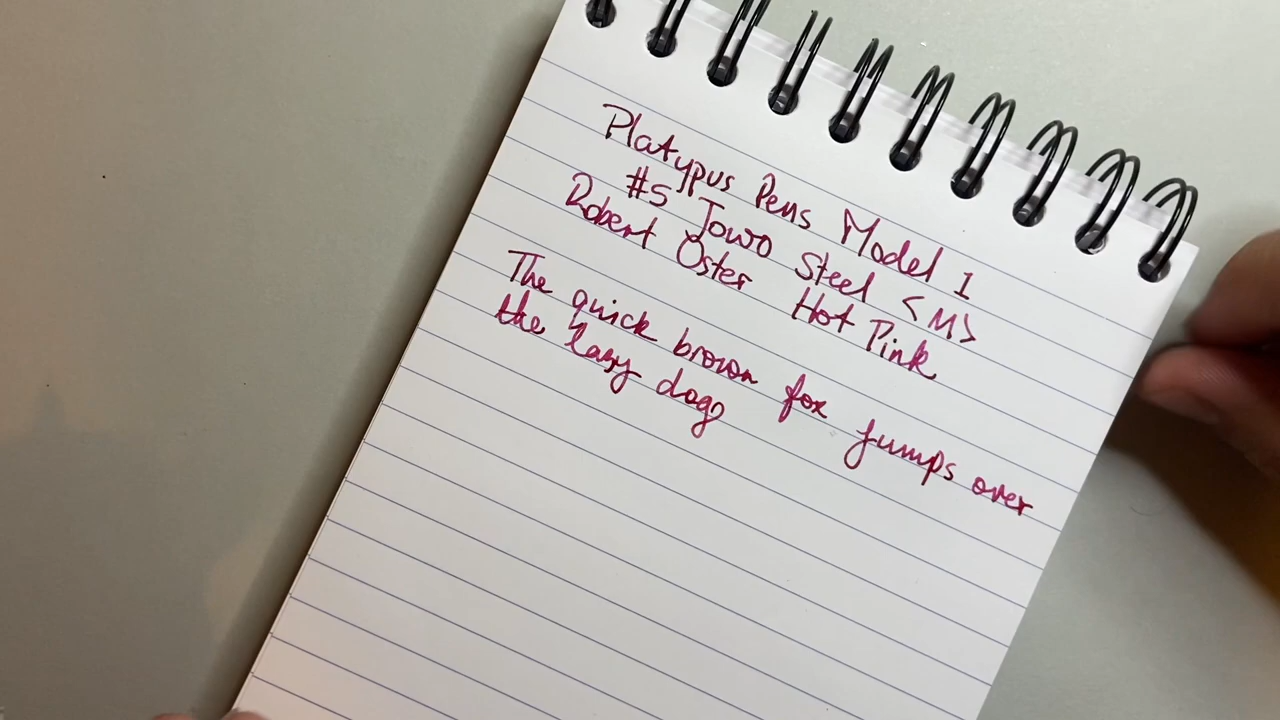 Platypus Pens Model 1
#5 Jowo Steel <M>
Robert Oster Hot Pink
The quick brown fox jumps over
the lazy dog